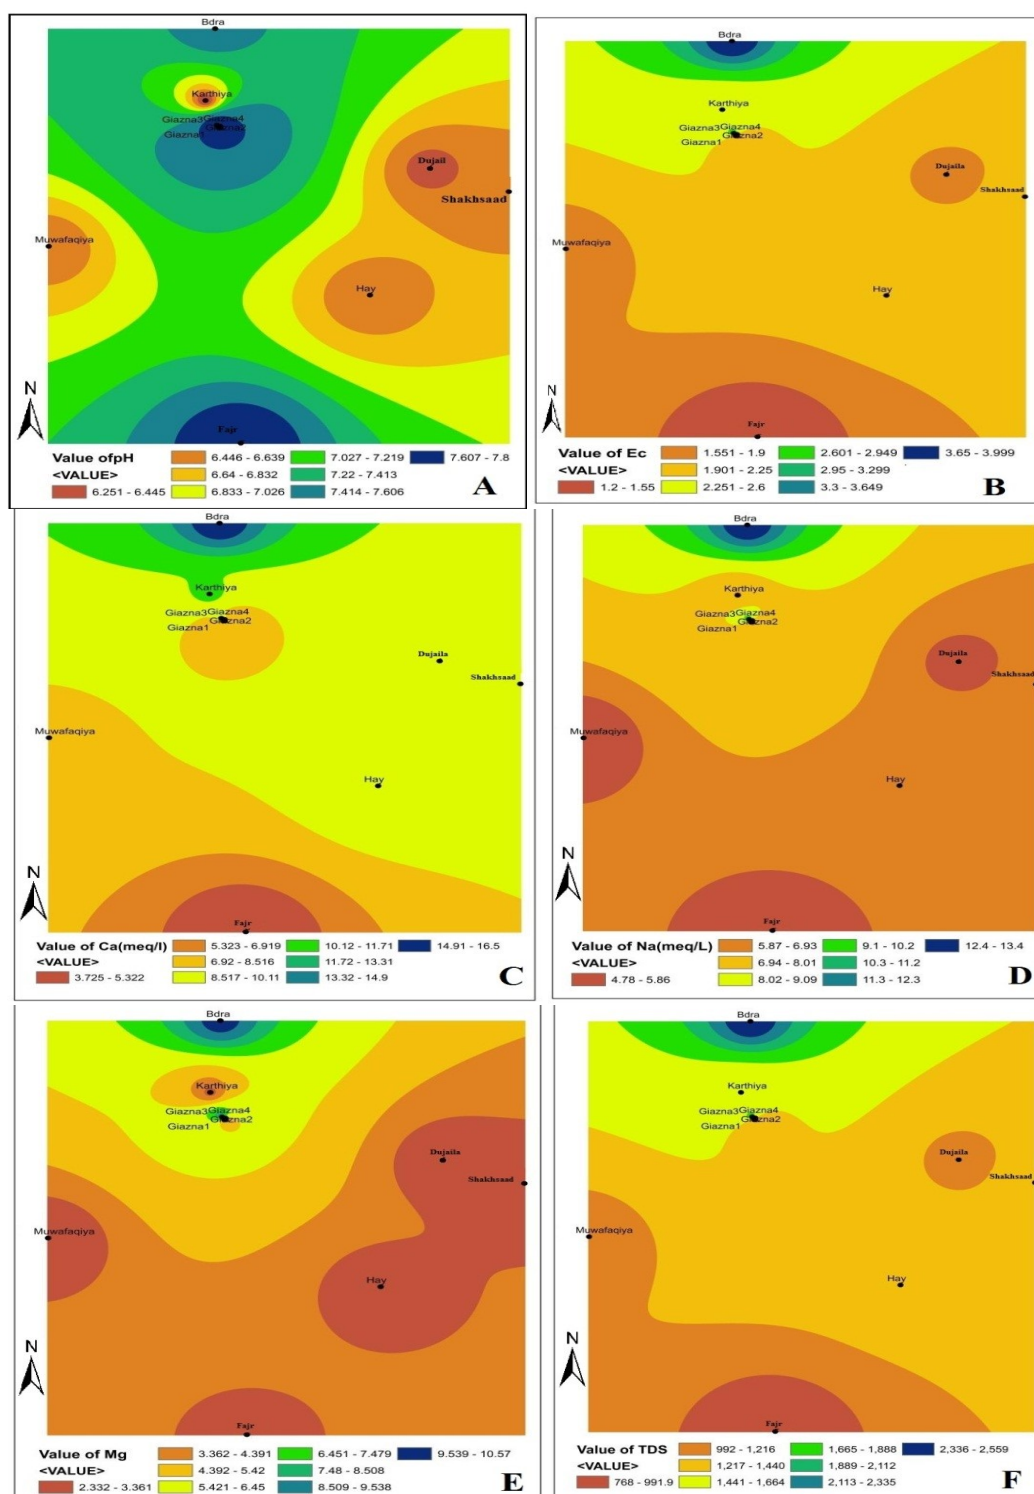 Bdra
Karthiya
Giazna3 Giazna4
Giazna2
Giazna1
Dujail
Shakhsaad
Muwafaqiya
Hay
N
Fajr
Value ofpH
<VALUE>
6.251 - 6.445
6.446 - 6.639
6.64 - 6.832
6.833 - 7.026
7.027 - 7.219
7.22 - 7.413
7.414 - 7.606
7.607 - 7.8
A
Bdra
Karthiya
Giazna3 Giazna4
Giazna2
Giazna1
Dujaila
Shakhsaad
Muwafaqiya
Hay
N
Fajr
Value of Ec
<VALUE>
1.2 - 1.55
1.551 - 1.9
1.901 - 2.25
2.251 - 2.6
2.601 - 2.949
2.95 - 3.299
3.3 - 3.649
3.65 - 3.999
B
Bdra
Karthiya
Giazna3 Giazna4
Giazna2
Giazna1
Dujaila
Shakhsaad
Muwafaqiya
Hay
N
Fajr
Value of Ca(meq/l)
<VALUE>
3.725 - 5.322
5.323 - 6.919
6.92 - 8.516
8.517 - 10.11
10.12 - 11.71
11.72 - 13.31
13.32 - 14.9
14.91 - 16.5
C
Bdra
Karthiya
Giazna3 Giazna4
Giazna2
Giazna1
Dujaila
Shakhsaad
Muwafaqiya
Hay
N
Fajr
Value of Na(meq/L)
<VALUE>
4.78 - 5.86
5.87 - 6.93
6.94 - 8.01
8.02 - 9.09
9.1 - 10.2
10.3 - 11.2
11.3 - 12.3
12.4 - 13.4
D
Bdra
Karthiya
Giazna3 Giazna4
Giazna2
Giazna1
Dujaila
Shakhsaad
Muwafaqiya
Hay
N
Fajr
Value of Mg
<VALUE>
2.332 - 3.361
3.362 - 4.391
4.392 - 5.42
5.421 - 6.45
6.451 - 7.479
7.48 - 8.508
8.509 - 9.538
9.539 - 10.57
E
Bdra
Karthiya
Giazna3 Giazna4
Giazna2
Giazna1
Dujaila
Shakhsaad
Muwafaqiya
Hay
N
Fajr
Value of TDS
<VALUE>
768 - 991.9
992 - 1,216
1,217 - 1,440
1,441 - 1,664
1,665 - 1,888
1,889 - 2,112
2,113 - 2,335
2,336 - 2,559
F